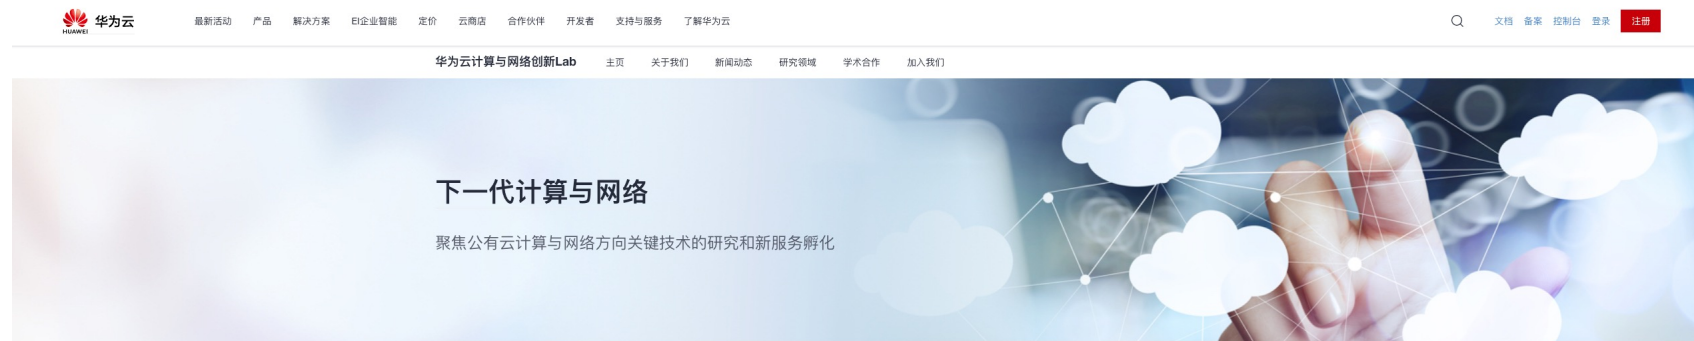 华为云
HUAWEI
最新活动 产品 解决方案 EI企业智能 定价 云商店 合作伙伴 开发者 支持与服务 了解华为云 文档 备案 控制台 登录 注册
华为云计算与网络创新Lab 主页 关于我们 新闻动态 研究领域 学术合作 加入我们
下一代计算与网络
聚焦公有云计算与网络方向关键技术的研究和新服务孵化